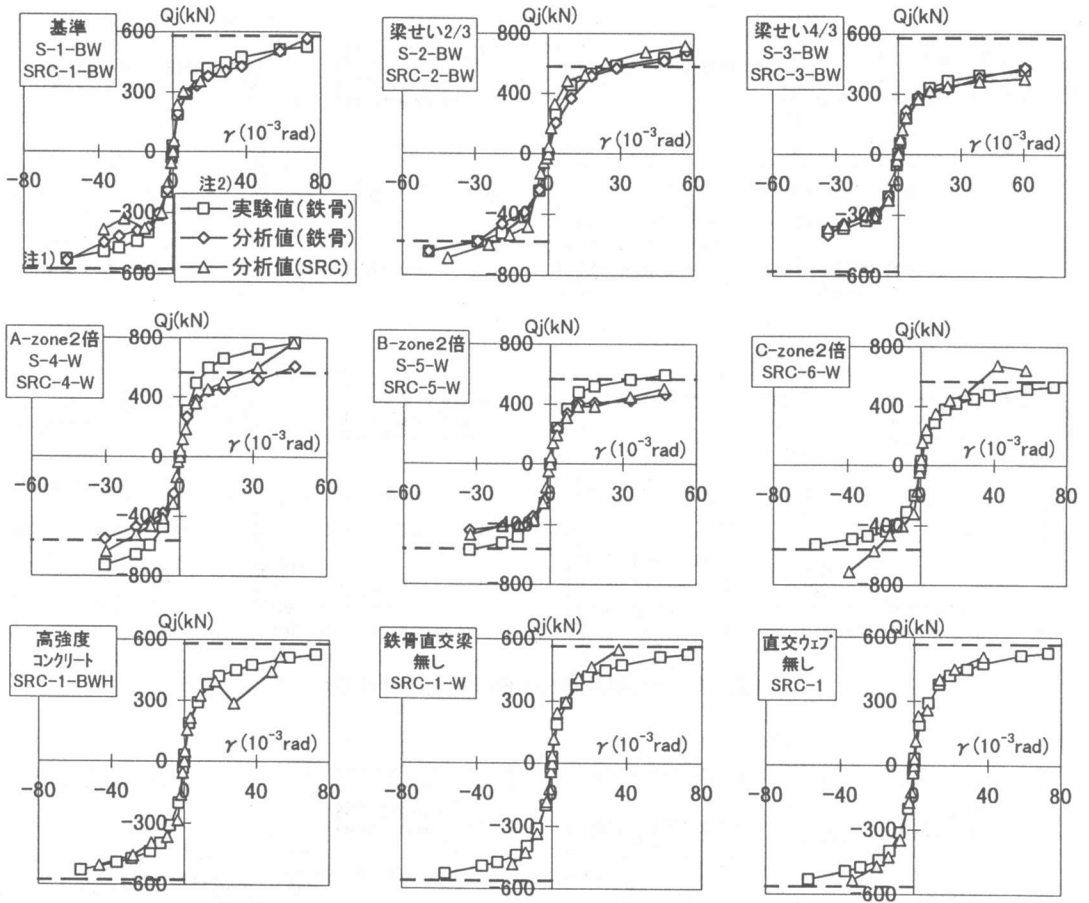 Qj(kN)
基準
S-1-BW
SRC-1-BW
600
300
0
−300
−600
−80
−40
0
40
80
γ(10⁻³rad)
注1)
注2)
実験値(鉄骨)
分析値(鉄骨)
分析値(SRC)
Qj(kN)
梁せい2/3
S-2-BW
SRC-2-BW
800
400
0
−400
−800
−60
−30
0
30
60
γ(10⁻³rad)
Qj(kN)
梁せい4/3
S-3-BW
SRC-3-BW
600
300
0
−300
−600
−60
−30
0
30
60
γ(10⁻³rad)
Qj(kN)
A-zone2倍
S-4-W
SRC-4-W
800
400
0
−400
−800
−60
−30
0
30
60
γ(10⁻³rad)
Qj(kN)
B-zone2倍
S-5-W
SRC-5-W
800
400
0
−400
−800
−60
−30
0
30
60
γ(10⁻³rad)
Qj(kN)
C-zone2倍
SRC-6-W
800
400
0
−400
−800
−80
−40
0
40
80
γ(10⁻³rad)
Qj(kN)
高強度
コンクリート
SRC-1-BWH
600
300
0
−300
−600
−80
−40
0
40
80
γ(10⁻³rad)
Qj(kN)
鉄骨直交梁
無し
SRC-1-W
600
300
0
−300
−600
−80
−40
0
40
80
γ(10⁻³rad)
Qj(kN)
直交ウェブ
無し
SRC-1
600
300
0
−300
−600
−80
−40
0
40
80
γ(10⁻³rad)